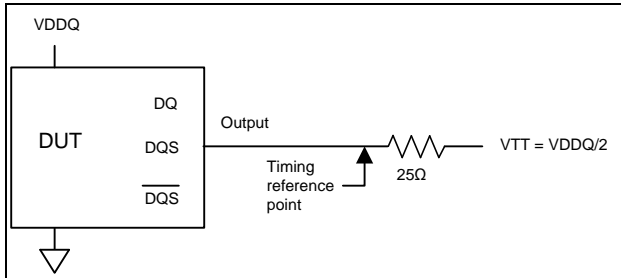 VDDQ
DUT
DQ
DQS
DQS
Output
Timing
reference
point
25Ω
VTT = VDDQ/2